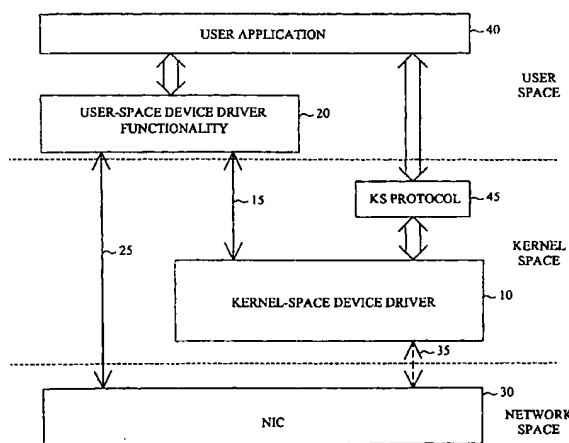 USER APPLICATION
40
USER
SPACE
USER-SPACE DEVICE DRIVER
FUNCTIONALITY
20
15
KS PROTOCOL
45
25
KERNEL
SPACE
KERNEL-SPACE DEVICE DRIVER
10
35
30
NIC
NETWORK
SPACE